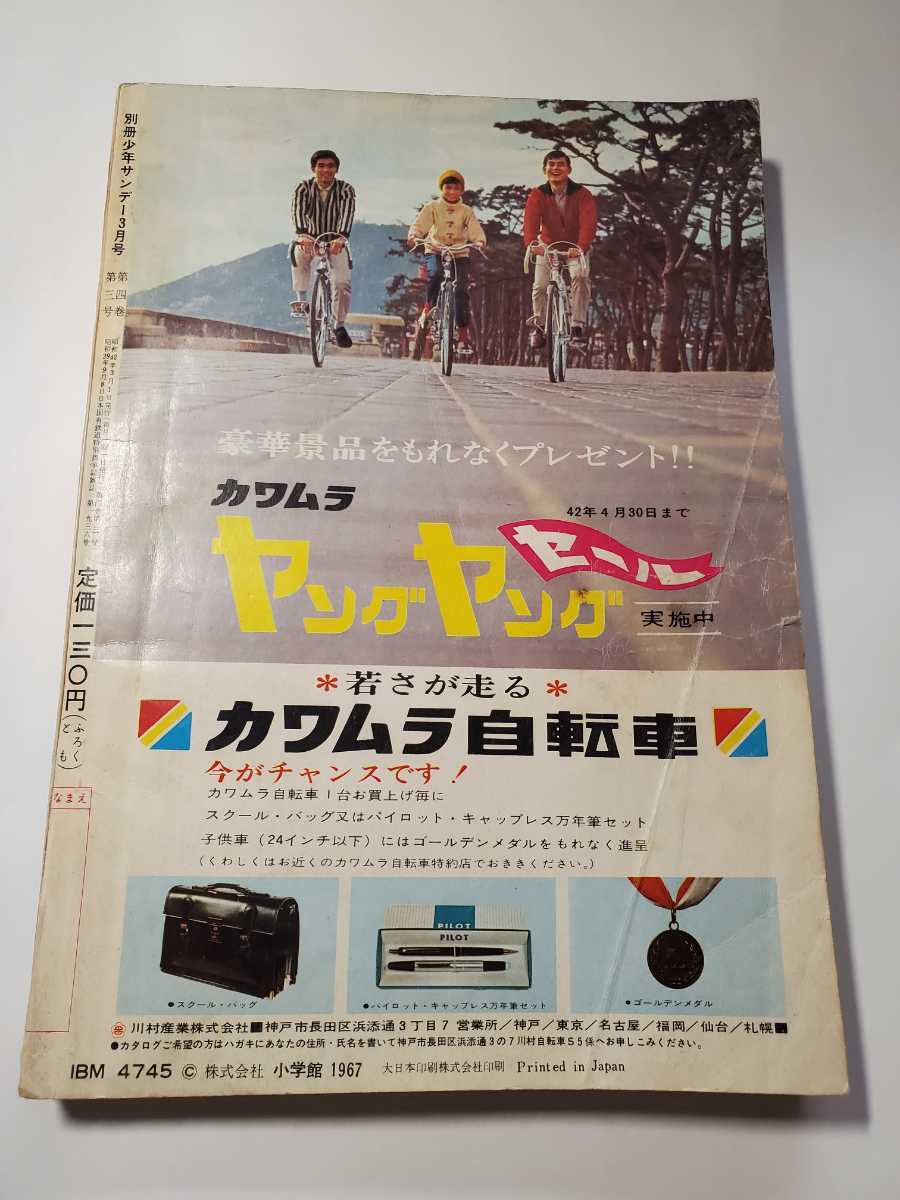 別冊少年サンデー3月号
第四巻
第三号
定価一三〇円
(ふろくとも)
なまえ
豪華景品をもれなくプレゼント!!
カワムラ
42年4月30日まで
ヤングヤング
セール
実施中
*若さが走る*
カワムラ自転車
今がチャンスです!
カワムラ自転車1台お買上げ毎に
スクール・バッグ又はパイロット・キャップレス万年筆セット
子供車(24インチ以下)にはゴールデンメダルをもれなく進呈
(くわしくはお近くのカワムラ自転車特約店でおききください。)
PILOT
PILOT
●スクール・バッグ
●パイロット・キャップレス万年筆セット
●ゴールデンメダル
川村産業株式会社■神戸市長田区浜添通3丁目7 営業所/神戸/東京/名古屋/福岡/仙台/札幌■
●カタログご希望の方はハガキにあなたの住所・氏名を書いて神戸市長田区浜添通3の7川村自転車S5係へお申しこみください。
IBM 4745 © 株式会社 小学館 1967 大日本印刷株式会社印刷 Printed in Japan